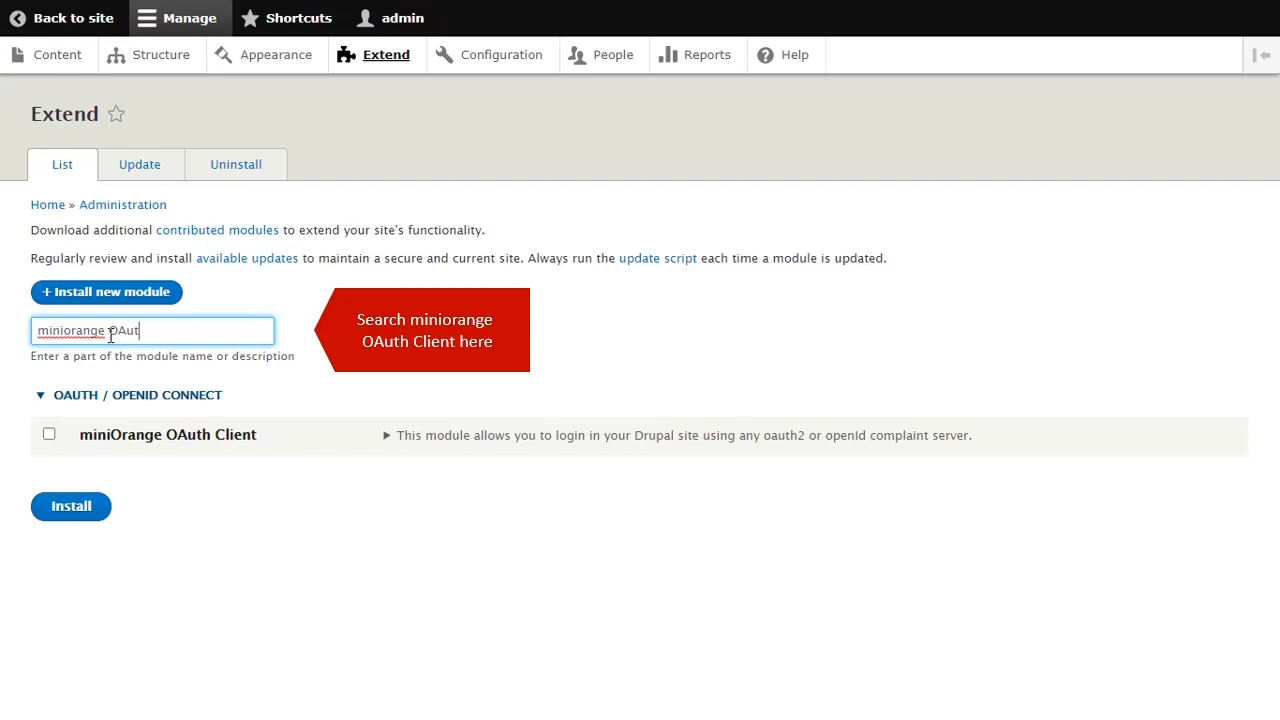 Back to site Manage Shortcuts admin
Content Structure Appearance Extend Configuration People Reports Help
Extend
List Update Uninstall
Home » Administration
Download additional contributed modules to extend your site's functionality.
Regularly review and install available updates to maintain a secure and current site. Always run the update script each time a module is updated.
+ Install new module
miniorange OAut
Enter a part of the module name or description
Search miniorange
OAuth Client here
▼ OAUTH / OPENID CONNECT
miniOrange OAuth Client ▶ This module allows you to login in your Drupal site using any oauth2 or openId complaint server.
Install